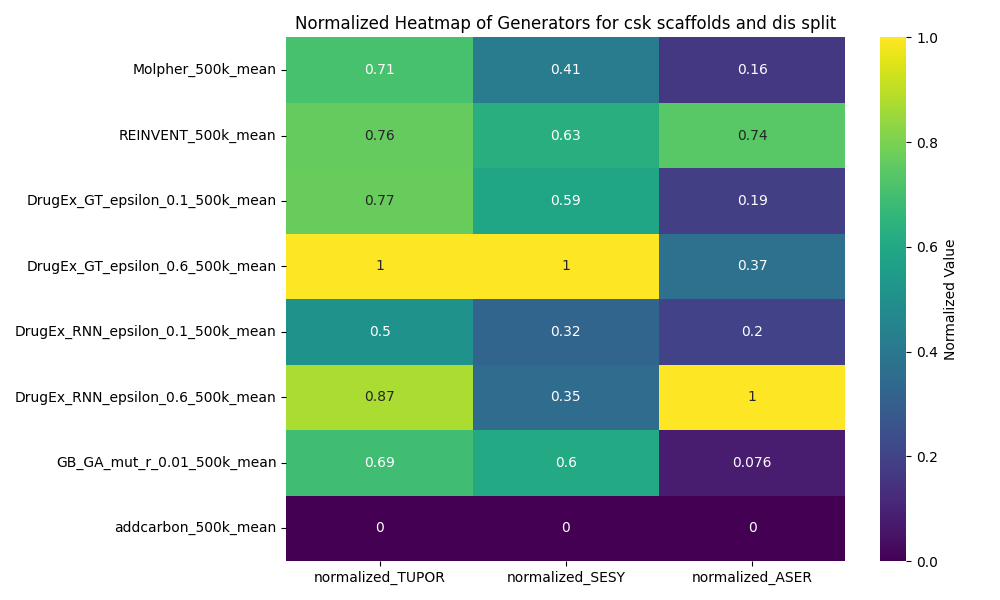 Normalized Heatmap of Generators for csk scaffolds and dis split
Molpher_500k_mean 0.71 0.41 0.16
REINVENT_500k_mean 0.76 0.63 0.74
DrugEx_GT_epsilon_0.1_500k_mean 0.77 0.59 0.19
DrugEx_GT_epsilon_0.6_500k_mean 1 1 0.37
DrugEx_RNN_epsilon_0.1_500k_mean 0.5 0.32 0.2
DrugEx_RNN_epsilon_0.6_500k_mean 0.87 0.35 1
GB_GA_mut_r_0.01_500k_mean 0.69 0.6 0.076
addcarbon_500k_mean 0 0 0
normalized_TUPOR normalized_SESY normalized_ASER
1.0
0.8
0.6
0.4
0.2
0.0
Normalized Value